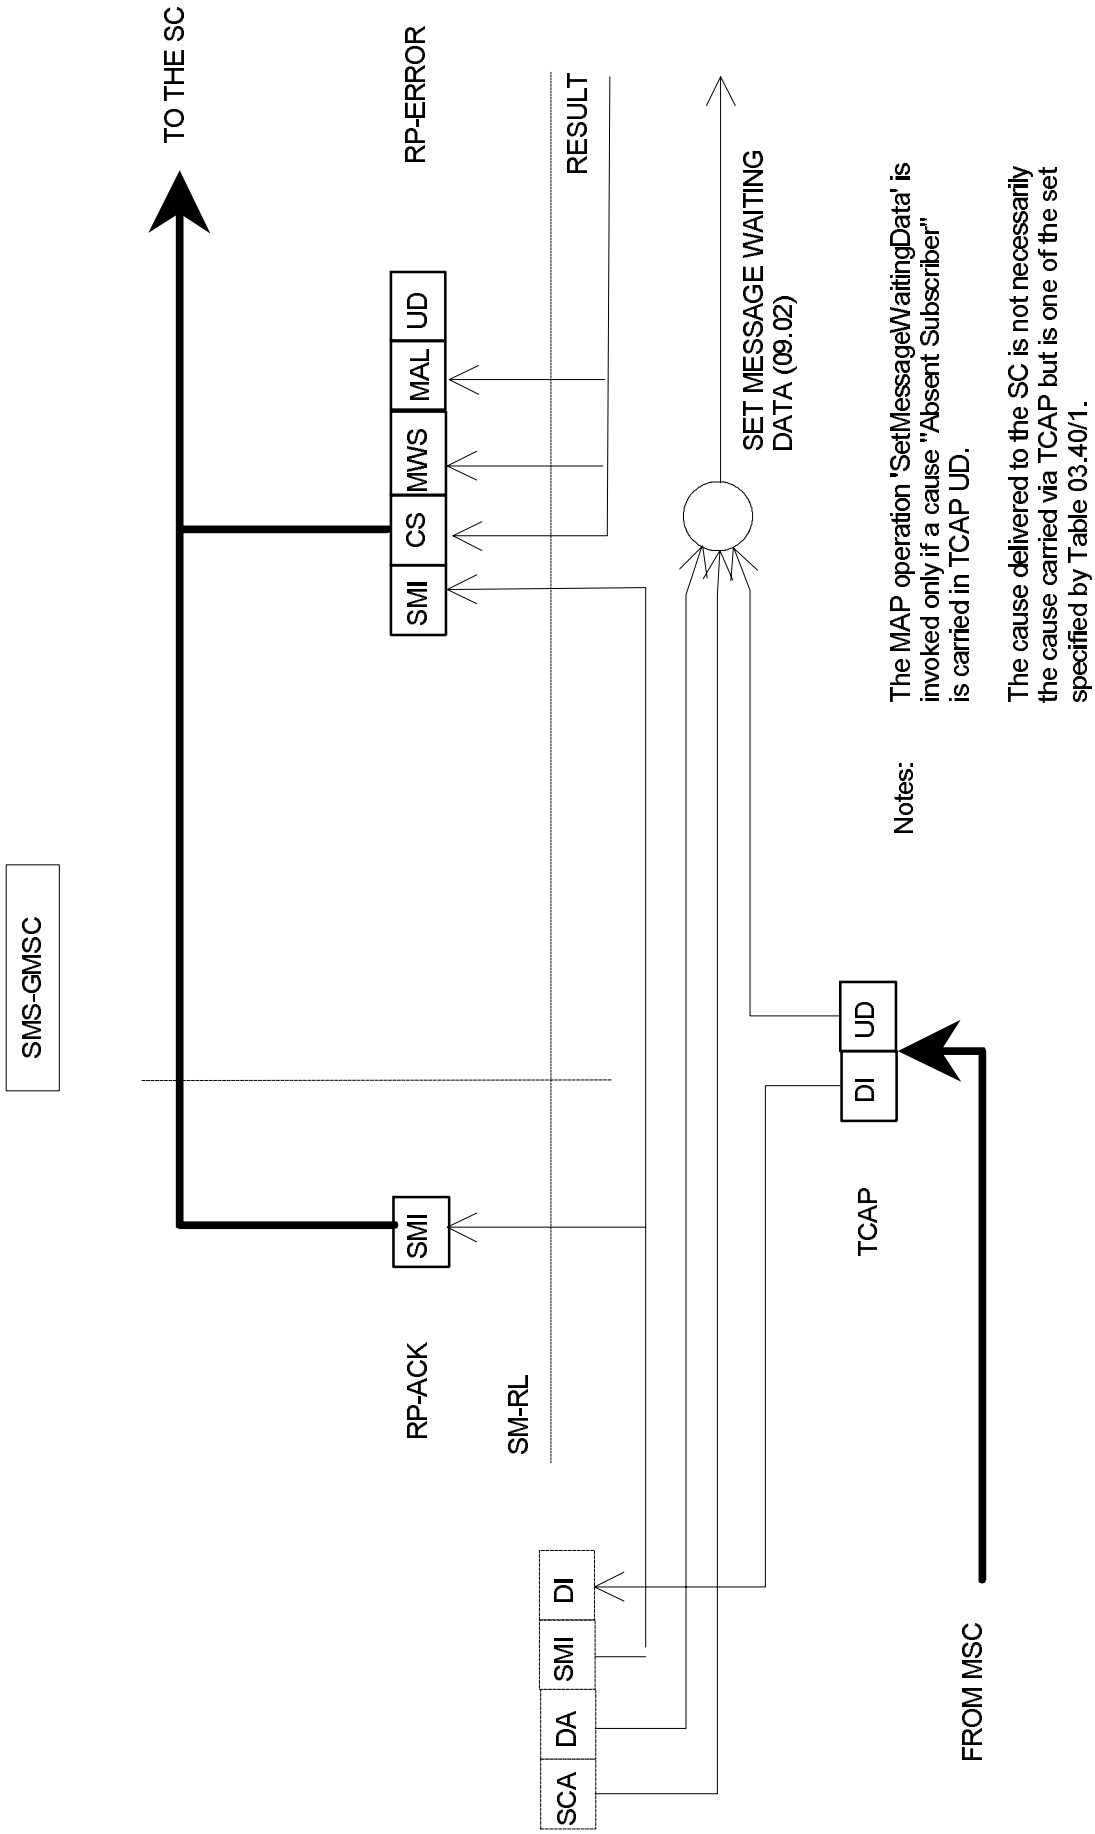 SMS-GMSC
TO THE SC
RP-ACK
SMI
RP-ERROR
SMI
CS
MWS
MAL
UD
SM-RL
RESULT
SCA
DA
SMI
DI
SET MESSAGE WAITING
DATA (09.02)
TCAP
DI
UD
FROM MSC
Notes:
The MAP operation 'SetMessageWaitingData' is
invoked only if a cause "Absent Subscriber"
is carried in TCAP UD.
The cause delivered to the SC is not necessarily
the cause carried via TCAP but is one of the set
specified by Table 03.40/1.